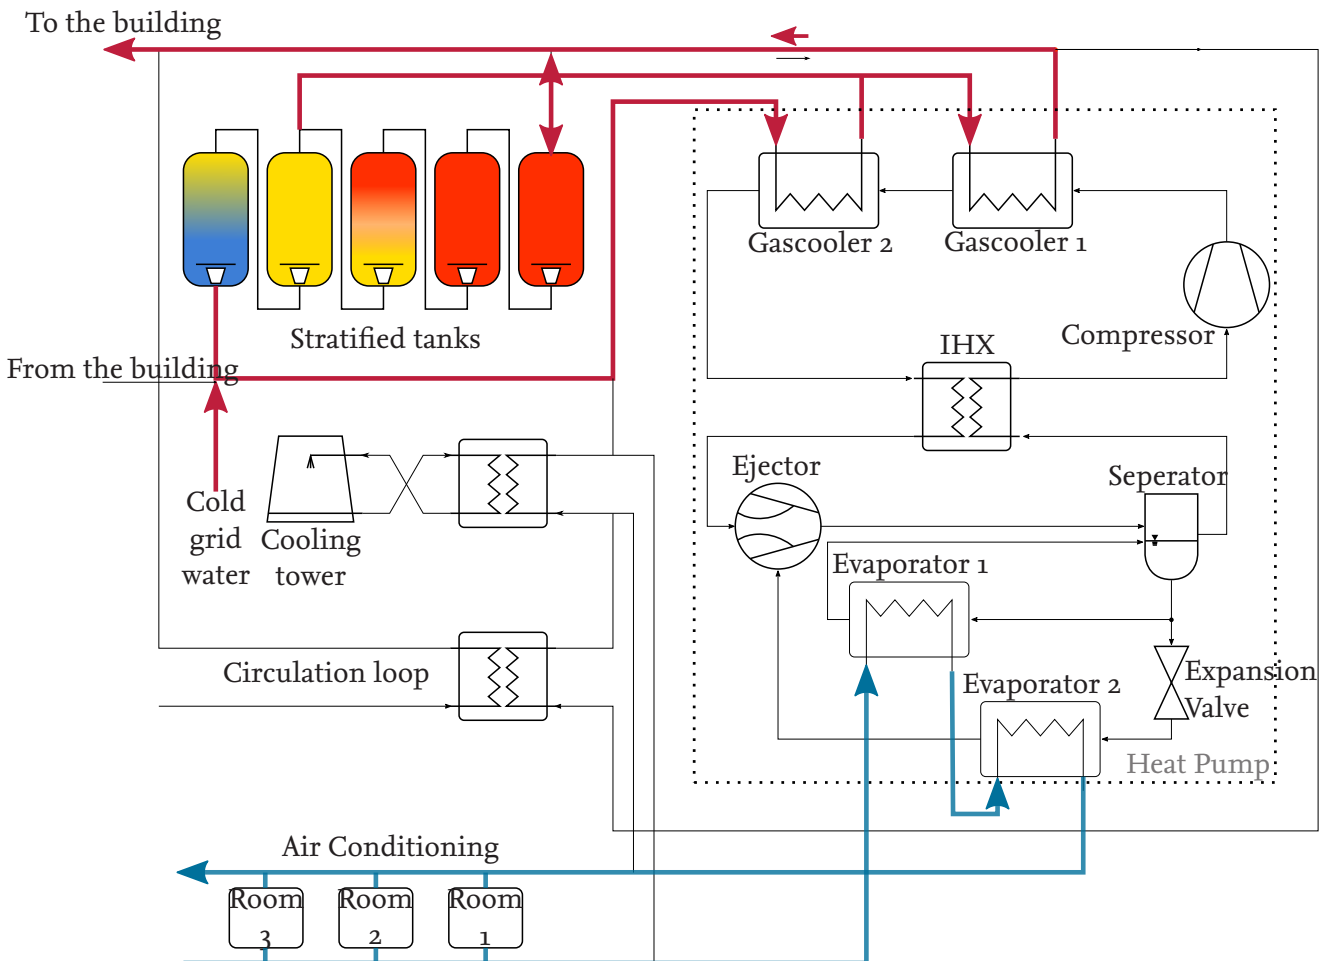 To the building
Gascooler 2
Gascooler 1
Stratified tanks
Compressor
IHX
From the building
Ejector
Seperator
Cold
grid
water
Cooling
tower
Evaporator 1
Circulation loop
Evaporator 2
Expansion
Valve
Heat Pump
Air Conditioning
Room
3
Room
2
Room
1